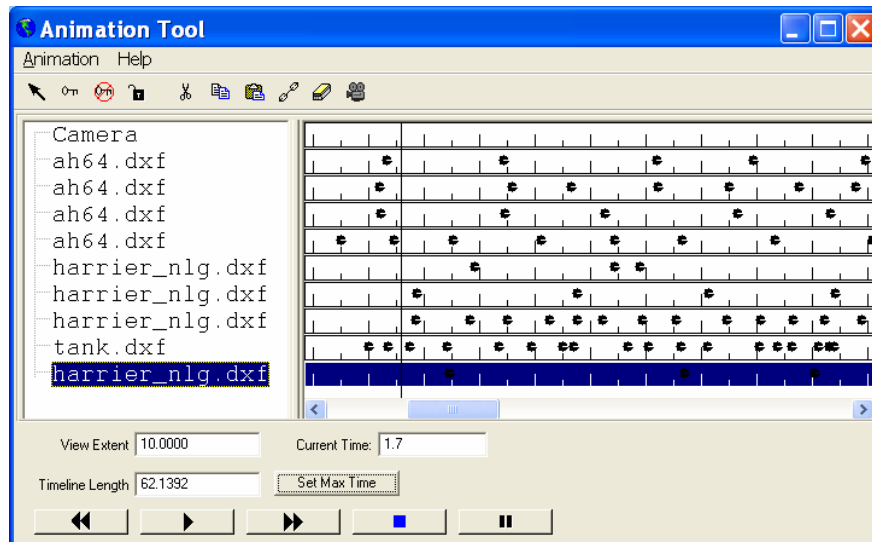 Animation Tool
Animation Help
Camera
ah64.dxf
ah64.dxf
ah64.dxf
ah64.dxf
harrier_nlg.dxf
harrier_nlg.dxf
harrier_nlg.dxf
tank.dxf
harrier_nlg.dxf
View Extent 10.0000 Current Time: 1.7
Timeline Length 62.1392 Set Max Time